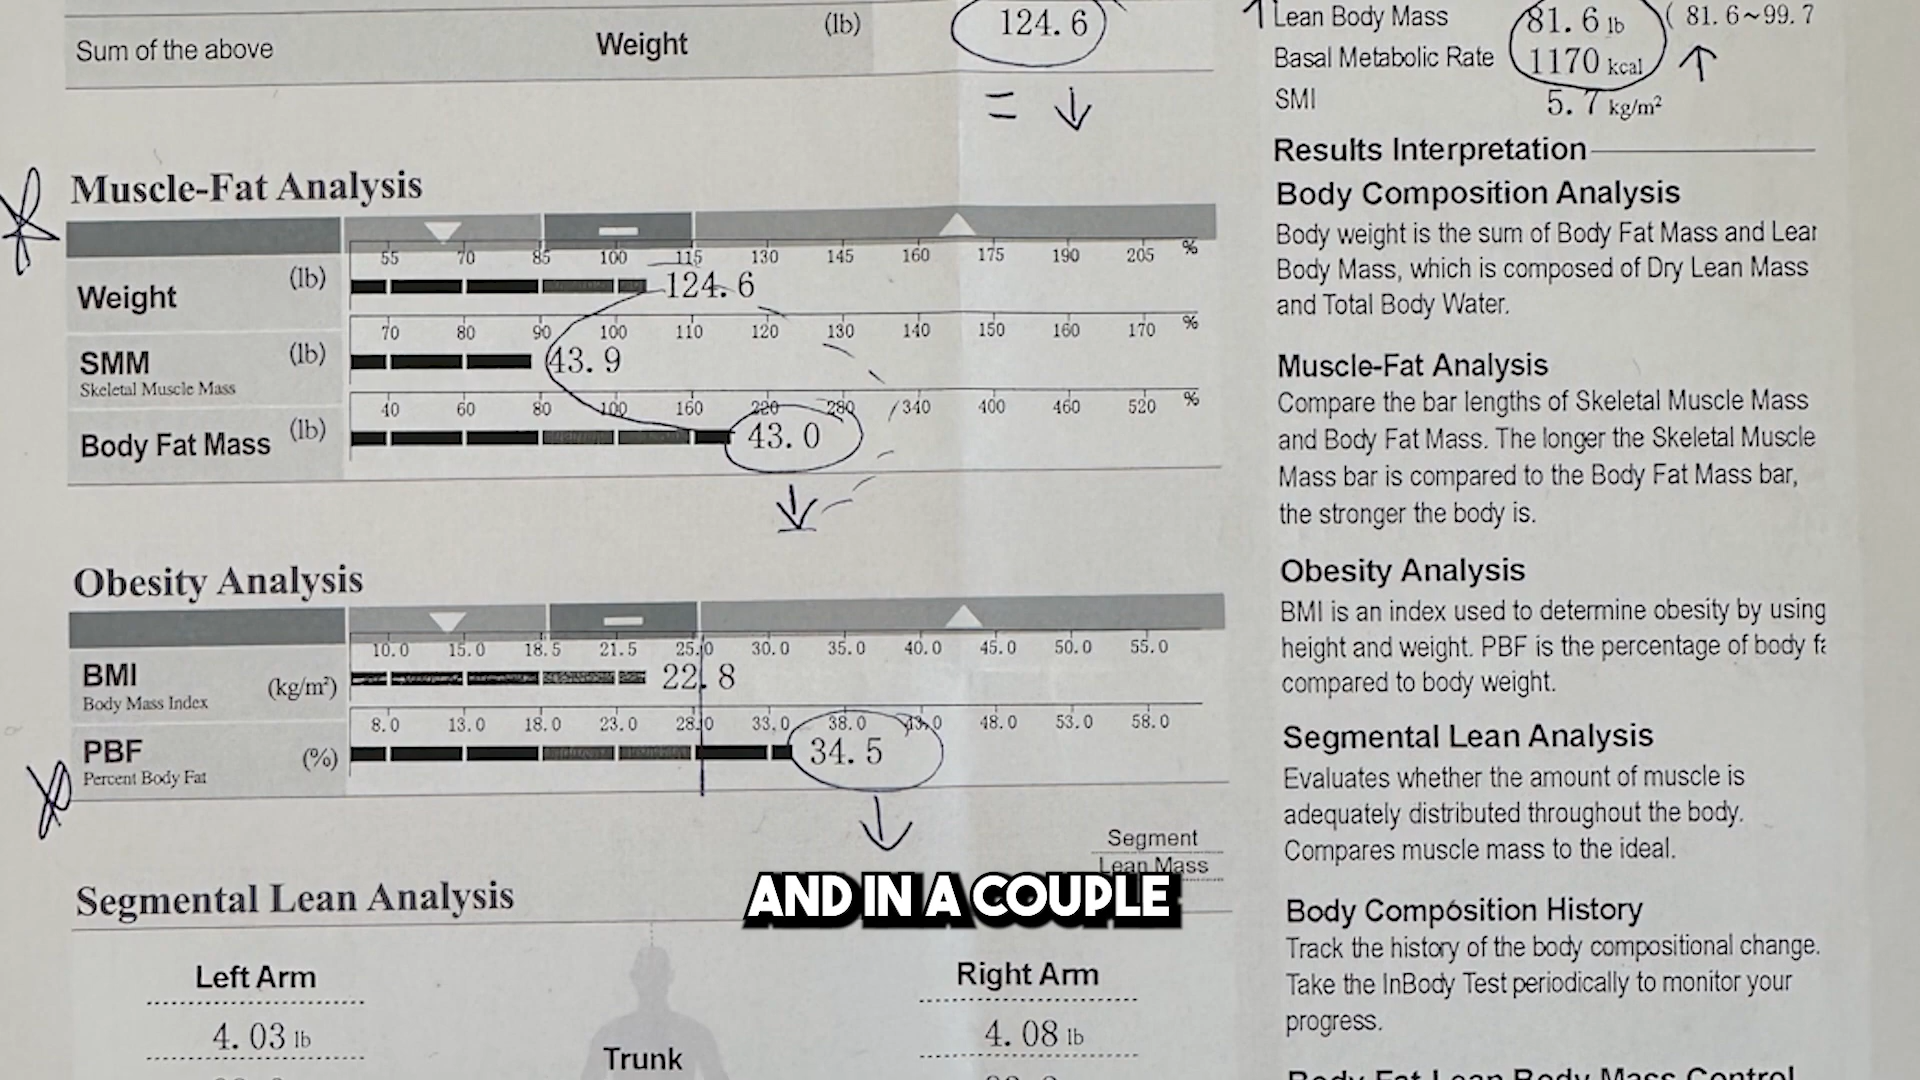 Sum of the above Weight (lb) 124.6
= ↓
Muscle-Fat Analysis
55 70 85 100 115 130 145 160 175 190 205 %
Weight (lb) 124.6
70 80 90 100 110 120 130 140 150 160 170 %
SMM (lb) 43.9
Skeletal Muscle Mass
40 60 80 100 160 220 280 340 400 460 520 %
Body Fat Mass (lb) 43.0
↓
Obesity Analysis
10.0 15.0 18.5 21.5 25.0 30.0 35.0 40.0 45.0 50.0 55.0
BMI (kg/m²) 22.8
Body Mass Index
8.0 13.0 18.0 23.0 28.0 33.0 38.0 43.0 48.0 53.0 58.0
PBF (%) 34.5
Percent Body Fat
↓
Segment
Lean Mass
AND IN A COUPLE
Segmental Lean Analysis
Left Arm
4.03 lb
Trunk
Right Arm
4.08 lb
↑ Lean Body Mass 81.6 lb ( 81.6~99.7
Basal Metabolic Rate 1170 kcal ↑
SMI 5.7 kg/m²
Results Interpretation
Body Composition Analysis
Body weight is the sum of Body Fat Mass and Lean
Body Mass, which is composed of Dry Lean Mass
and Total Body Water.
Muscle-Fat Analysis
Compare the bar lengths of Skeletal Muscle Mass
and Body Fat Mass. The longer the Skeletal Muscle
Mass bar is compared to the Body Fat Mass bar,
the stronger the body is.
Obesity Analysis
BMI is an index used to determine obesity by using
height and weight. PBF is the percentage of body fa
compared to body weight.
Segmental Lean Analysis
Evaluates whether the amount of muscle is
adequately distributed throughout the body.
Compares muscle mass to the ideal.
Body Composition History
Track the history of the body compositional change.
Take the InBody Test periodically to monitor your
progress.
Body Fat-Lean Body Mass Control